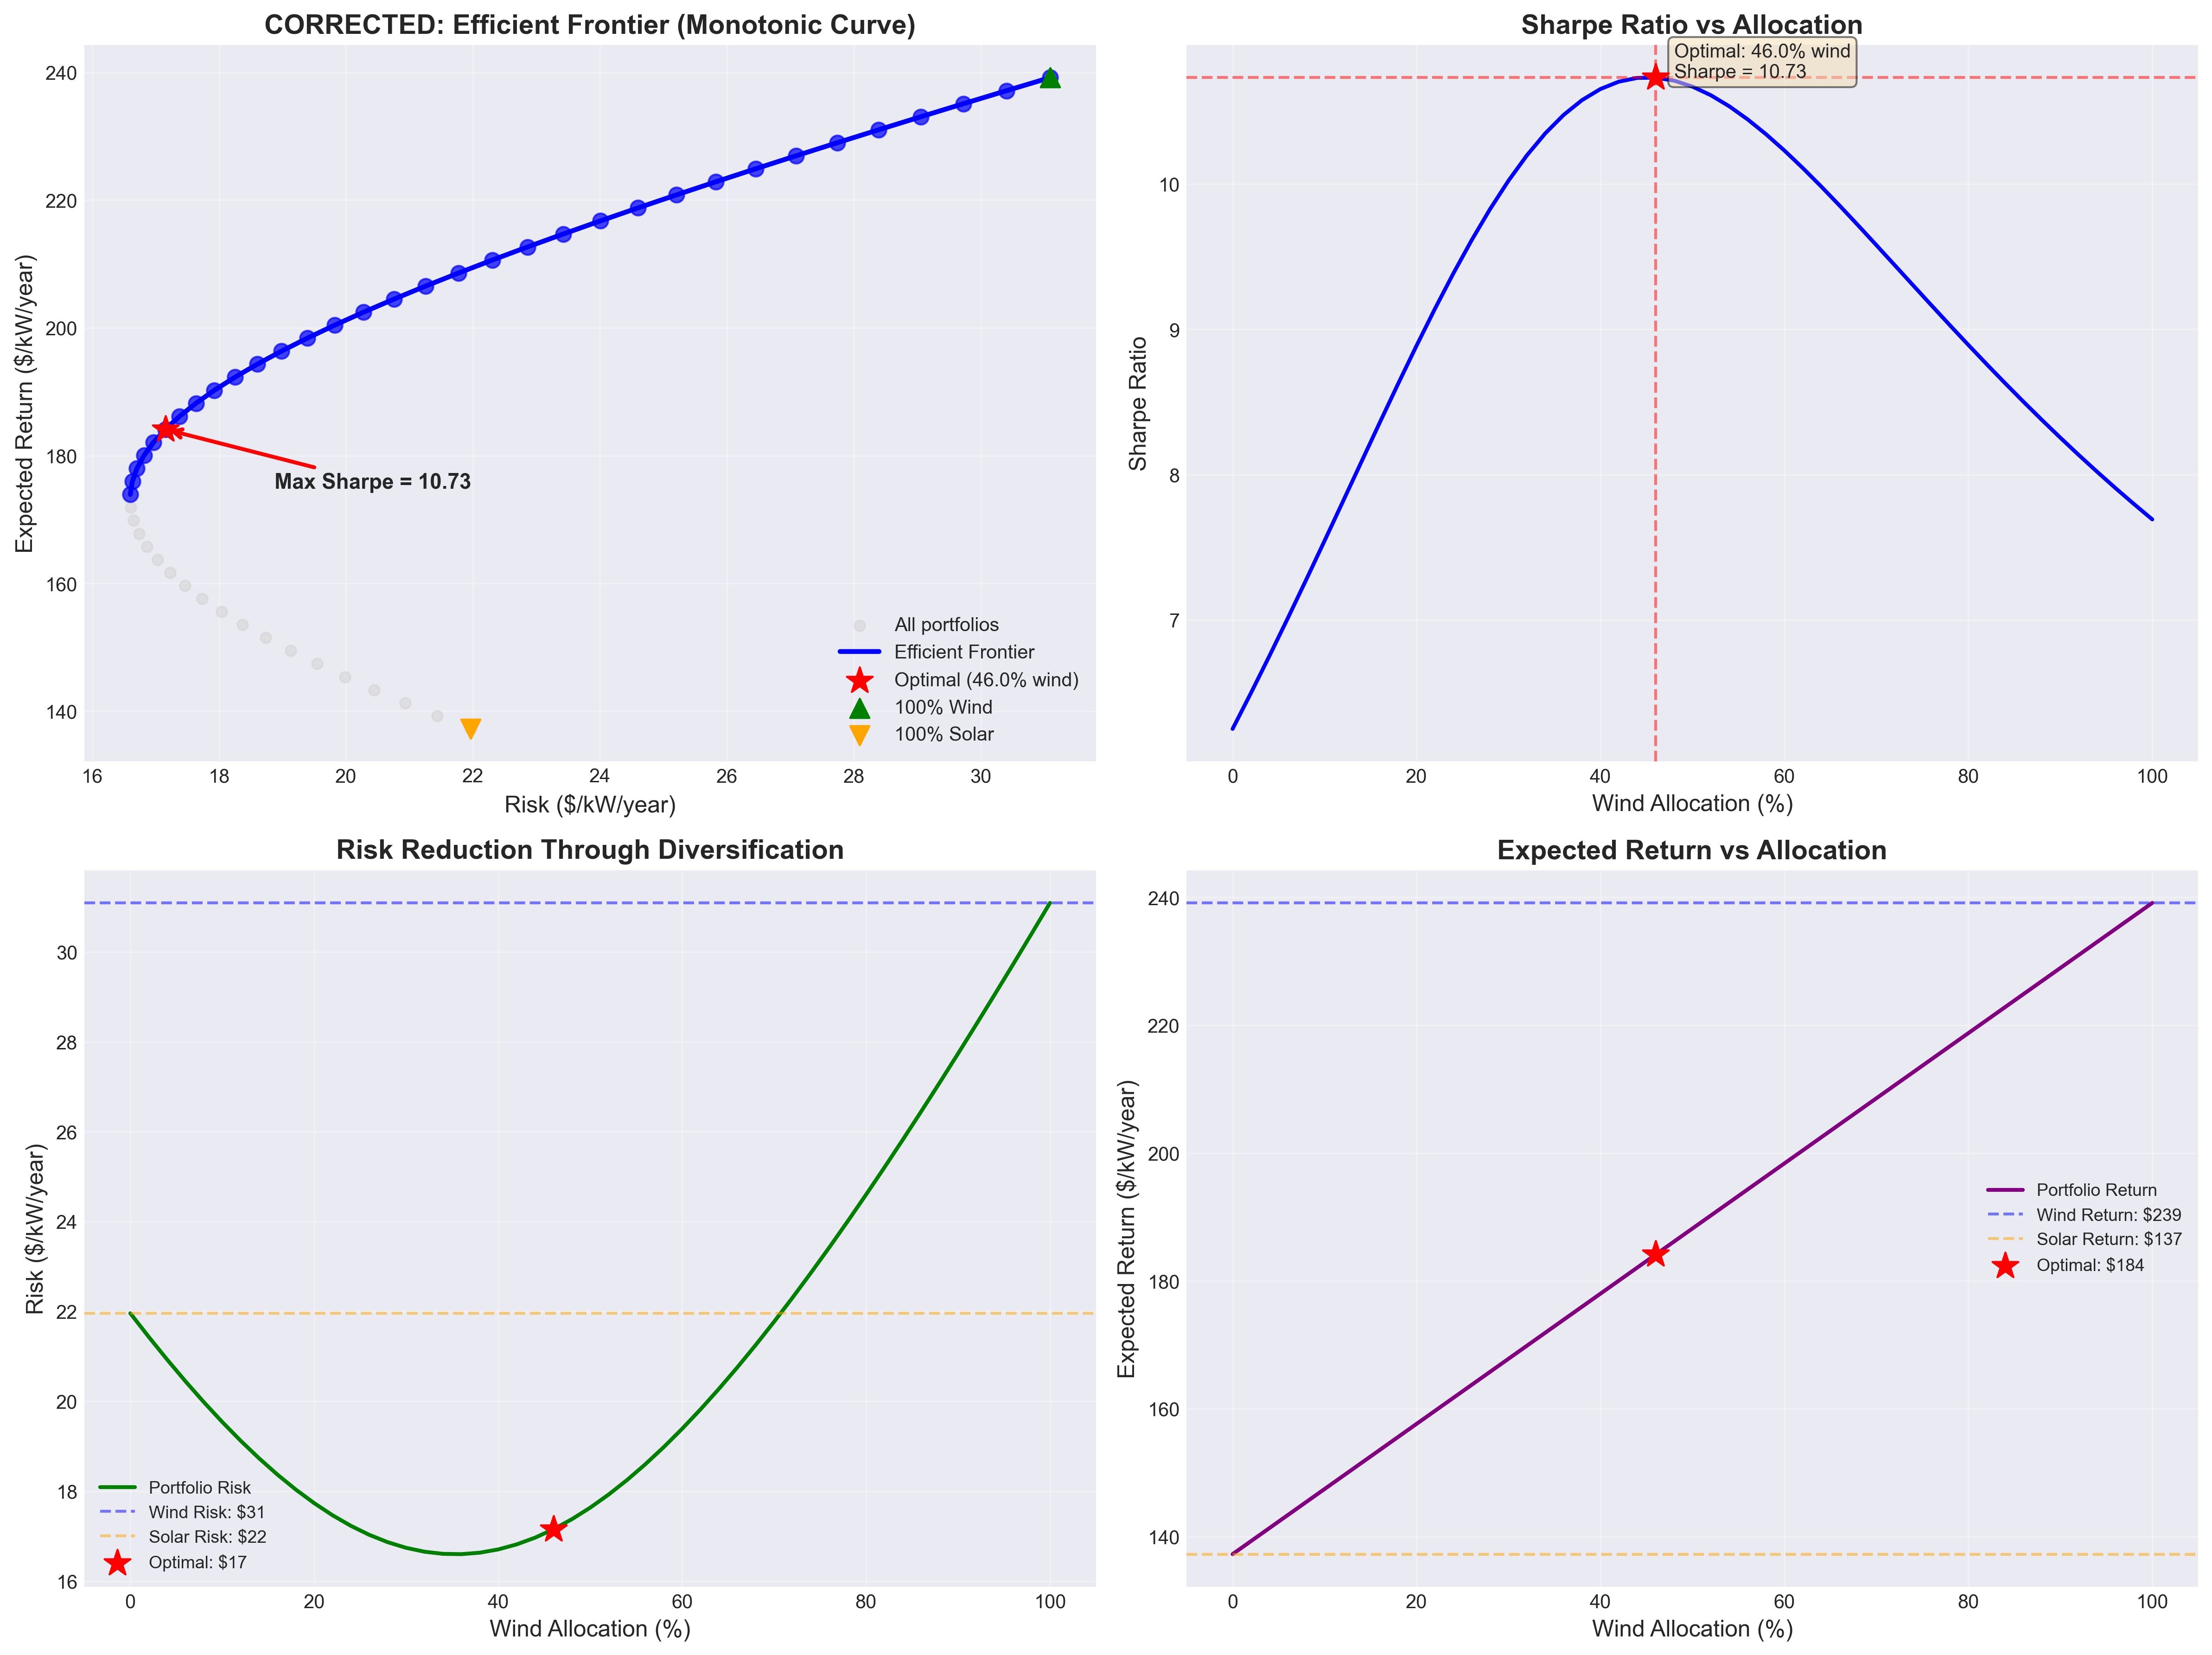 CORRECTED: Efficient Frontier (Monotonic Curve)
Expected Return ($/kW/year)
240
220
200
180
160
140
Max Sharpe = 10.73
All portfolios
Efficient Frontier
Optimal (46.0% wind)
100% Wind
100% Solar
16 18 20 22 24 26 28 30
Risk ($/kW/year)
Sharpe Ratio vs Allocation
Optimal: 46.0% wind
Sharpe = 10.73
Sharpe Ratio
10
9
8
7
0 20 40 60 80 100
Wind Allocation (%)
Risk Reduction Through Diversification
Risk ($/kW/year)
30
28
26
24
22
20
18
16
Portfolio Risk
Wind Risk: $31
Solar Risk: $22
Optimal: $17
0 20 40 60 80 100
Wind Allocation (%)
Expected Return vs Allocation
Expected Return ($/kW/year)
240
220
200
180
160
140
Portfolio Return
Wind Return: $239
Solar Return: $137
Optimal: $184
0 20 40 60 80 100
Wind Allocation (%)